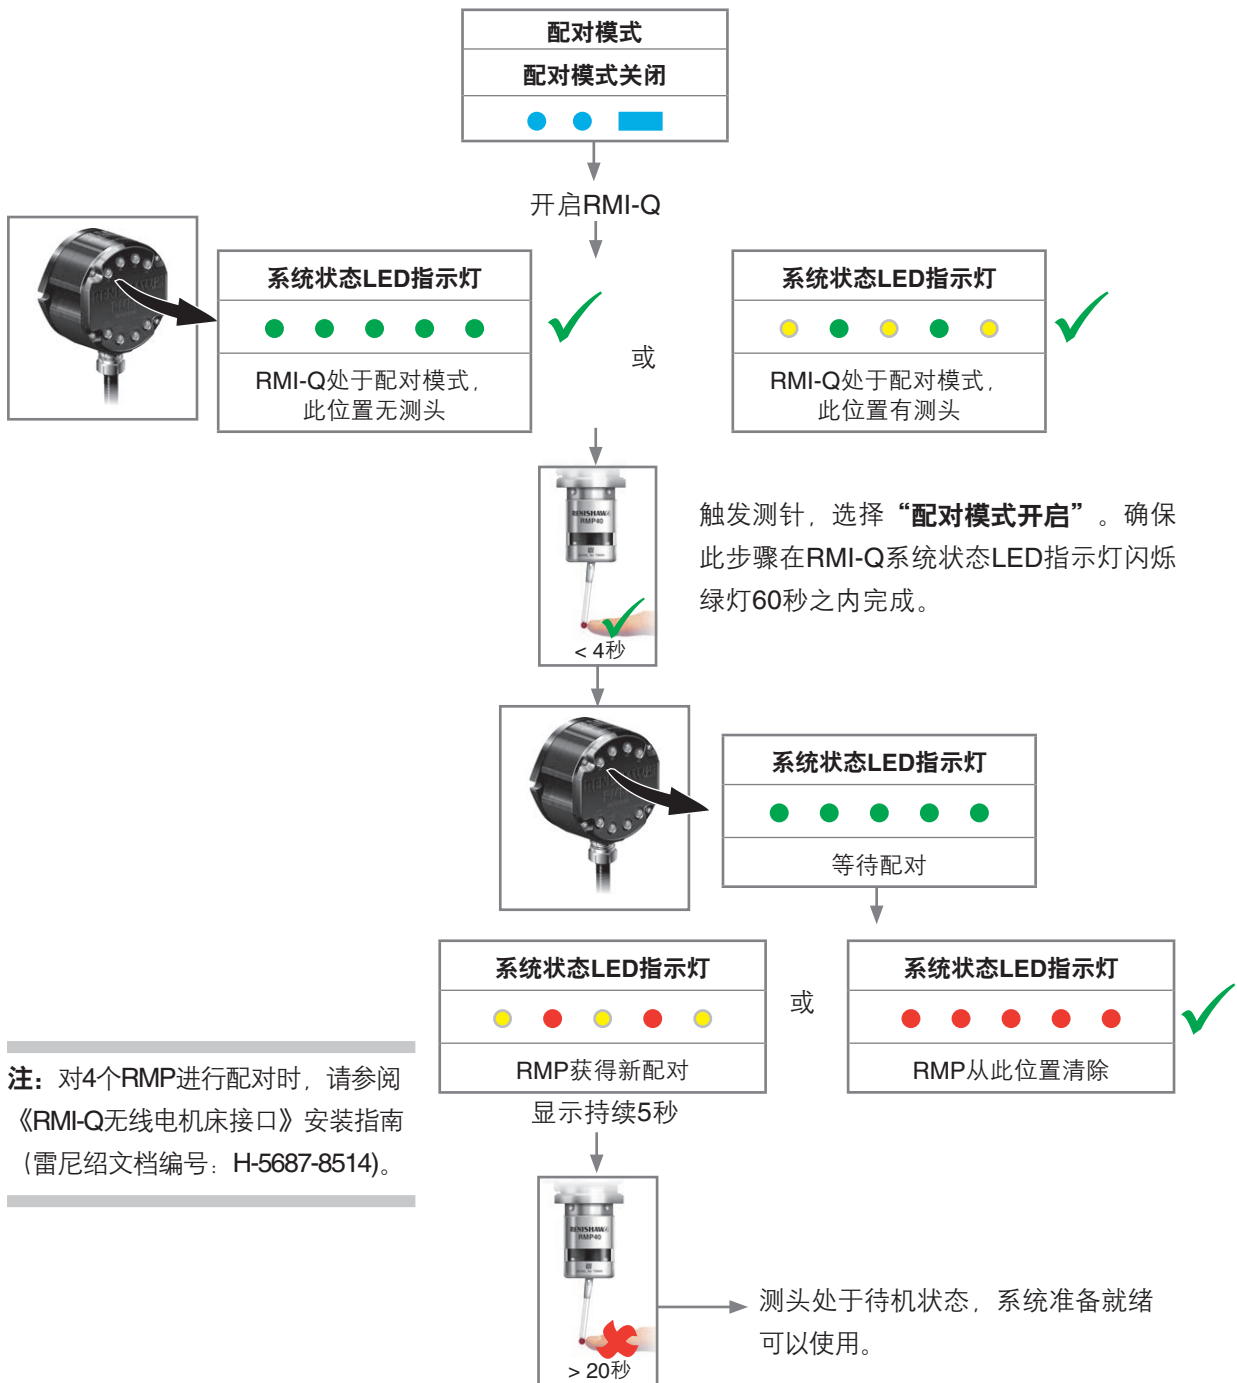 配对模式
配对模式关闭
开启RMI-Q
系统状态LED指示灯
RMI-Q处于配对模式，
此位置无测头
或
系统状态LED指示灯
RMI-Q处于配对模式，
此位置有测头
RENISHAW
RMP40
< 4秒
触发测针，选择“配对模式开启”。确保
此步骤在RMI-Q系统状态LED指示灯闪烁
绿灯60秒之内完成。
系统状态LED指示灯
等待配对
系统状态LED指示灯
RMP获得新配对
显示持续5秒
或
系统状态LED指示灯
RMP从此位置清除
注：对4个RMP进行配对时，请参阅
《RMI-Q无线电机床接口》安装指南
（雷尼绍文档编号：H-5687-8514)。
RENISHAW
RMP40
> 20秒
测头处于待机状态，系统准备就绪
可以使用。